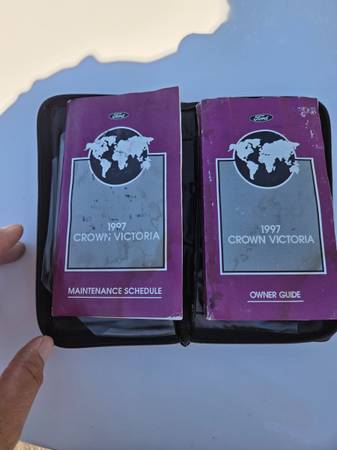 Ford
1997
CROWN VICTORIA
MAINTENANCE SCHEDULE
Ford
1997
CROWN VICTORIA
OWNER GUIDE